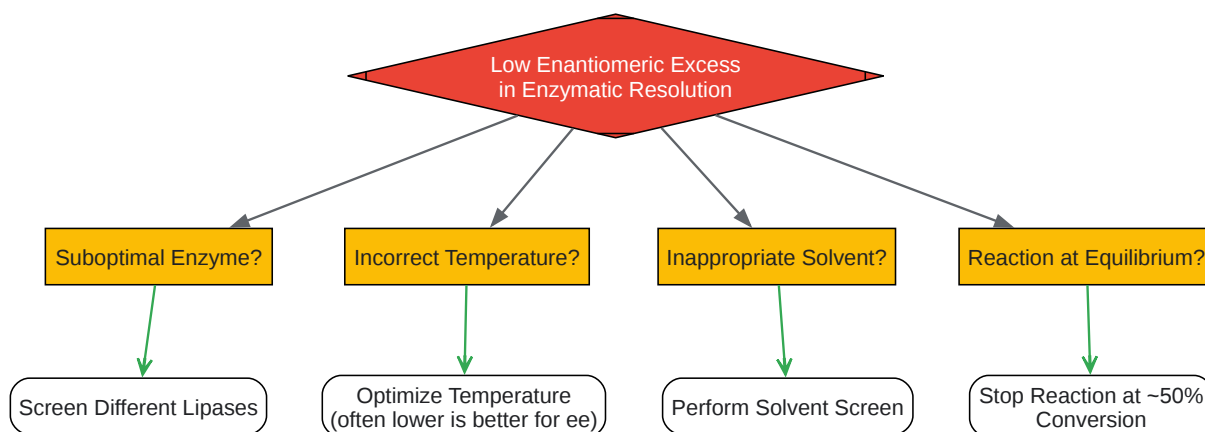 Low Enantiomeric Excess
in Enzymatic Resolution
Suboptimal Enzyme?
Incorrect Temperature?
Inappropriate Solvent?
Reaction at Equilibrium?
Screen Different Lipases
Optimize Temperature
(often lower is better for ee)
Perform Solvent Screen
Stop Reaction at ~50%
Conversion